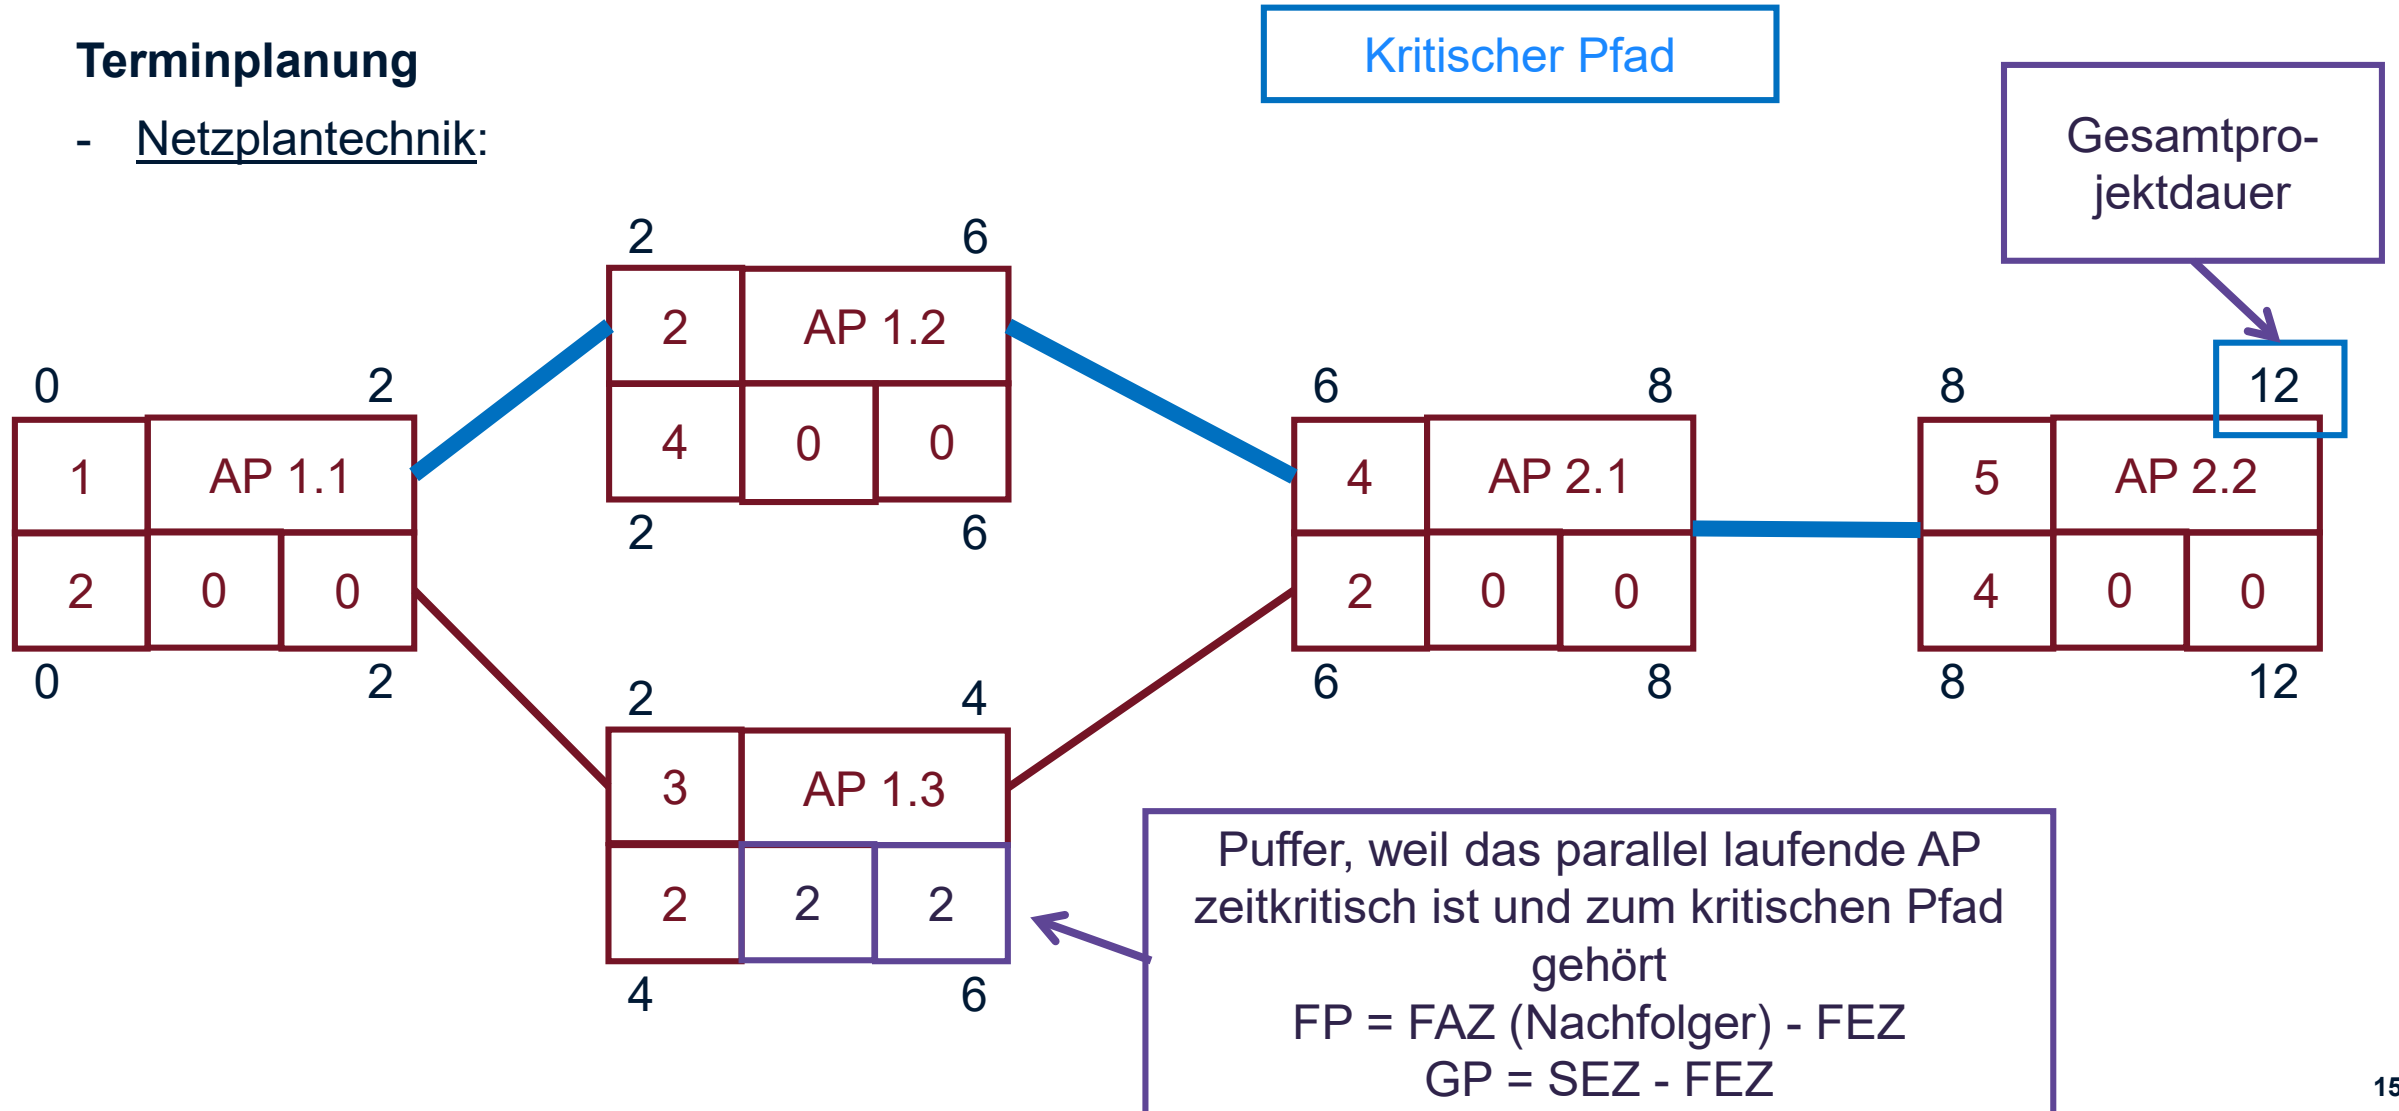 Terminplanung
- Netzplantechnik:
Kritischer Pfad
Gesamtpro-
jektdauer
0 2
1 AP 1.1
2 0 0
0 2
2 6
2 AP 1.2
4 0 0
2 6
2 4
3 AP 1.3
2 2 2
4 6
6 8
4 AP 2.1
2 0 0
6 8
8 12
5 AP 2.2
4 0 0
8 12
Puffer, weil das parallel laufende AP
zeitkritisch ist und zum kritischen Pfad
gehört
FP = FAZ (Nachfolger) - FEZ
GP = SEZ - FEZ
15